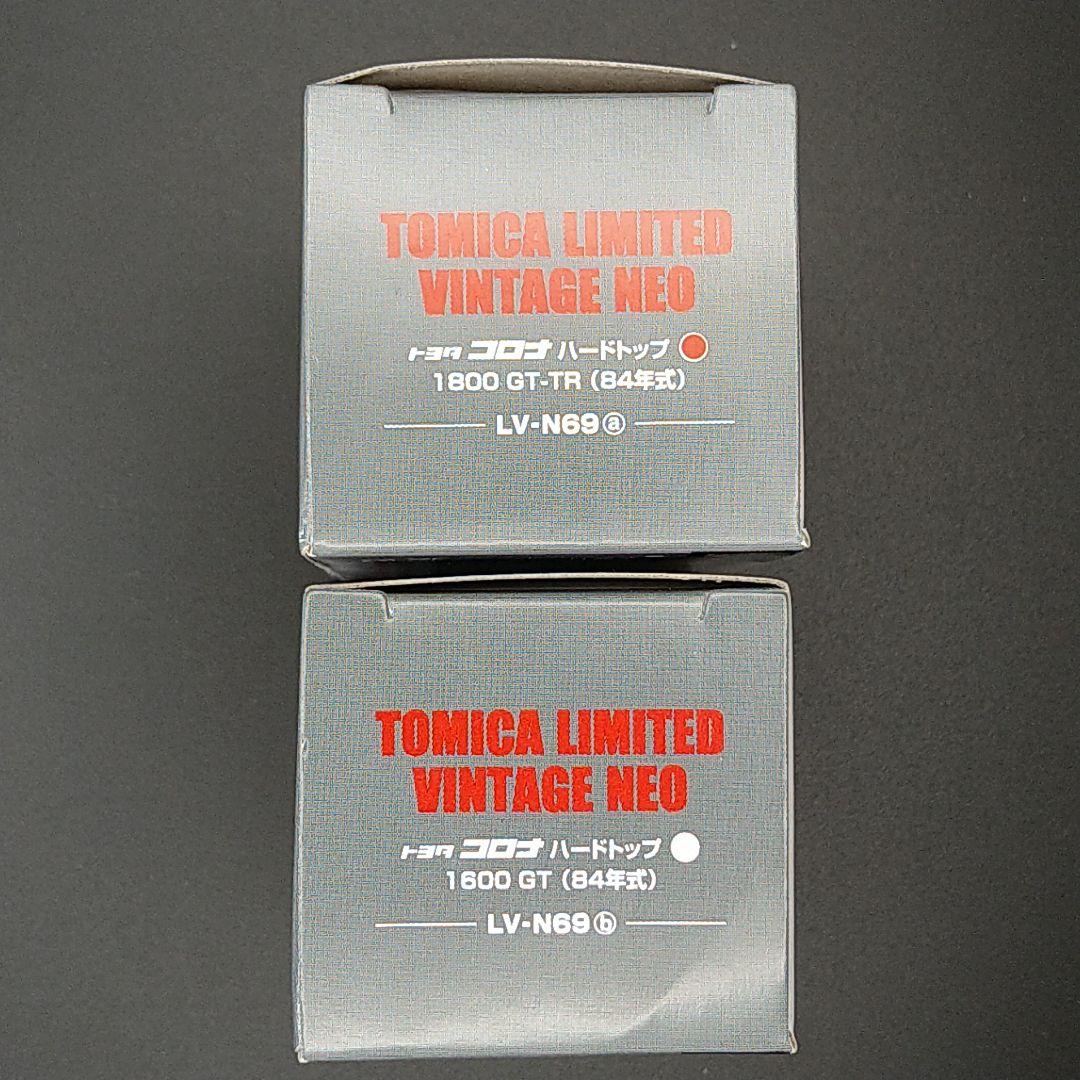 TOMICA LIMITED
VINTAGE NEO
トヨタ コロナ ハードトップ
1800 GT-TR (84年式)
LV-N69ⓐ
TOMICA LIMITED
VINTAGE NEO
トヨタ コロナ ハードトップ
1600 GT (84年式)
LV-N69ⓑ